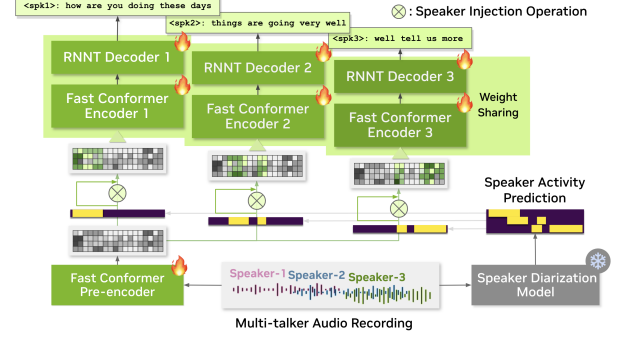 <spk1>: how are you doing these days
<spk2>: things are going very well
<spk3>: well tell us more
: Speaker Injection Operation
RNNT Decoder 1
RNNT Decoder 2
RNNT Decoder 3
Fast Conformer
Encoder 1
Fast Conformer
Encoder 2
Fast Conformer
Encoder 3
Weight
Sharing
Speaker Activity
Prediction
Fast Conformer
Pre-encoder
Speaker-1
Speaker-2
Speaker-3
Speaker Diarization
Model
Multi-talker Audio Recording